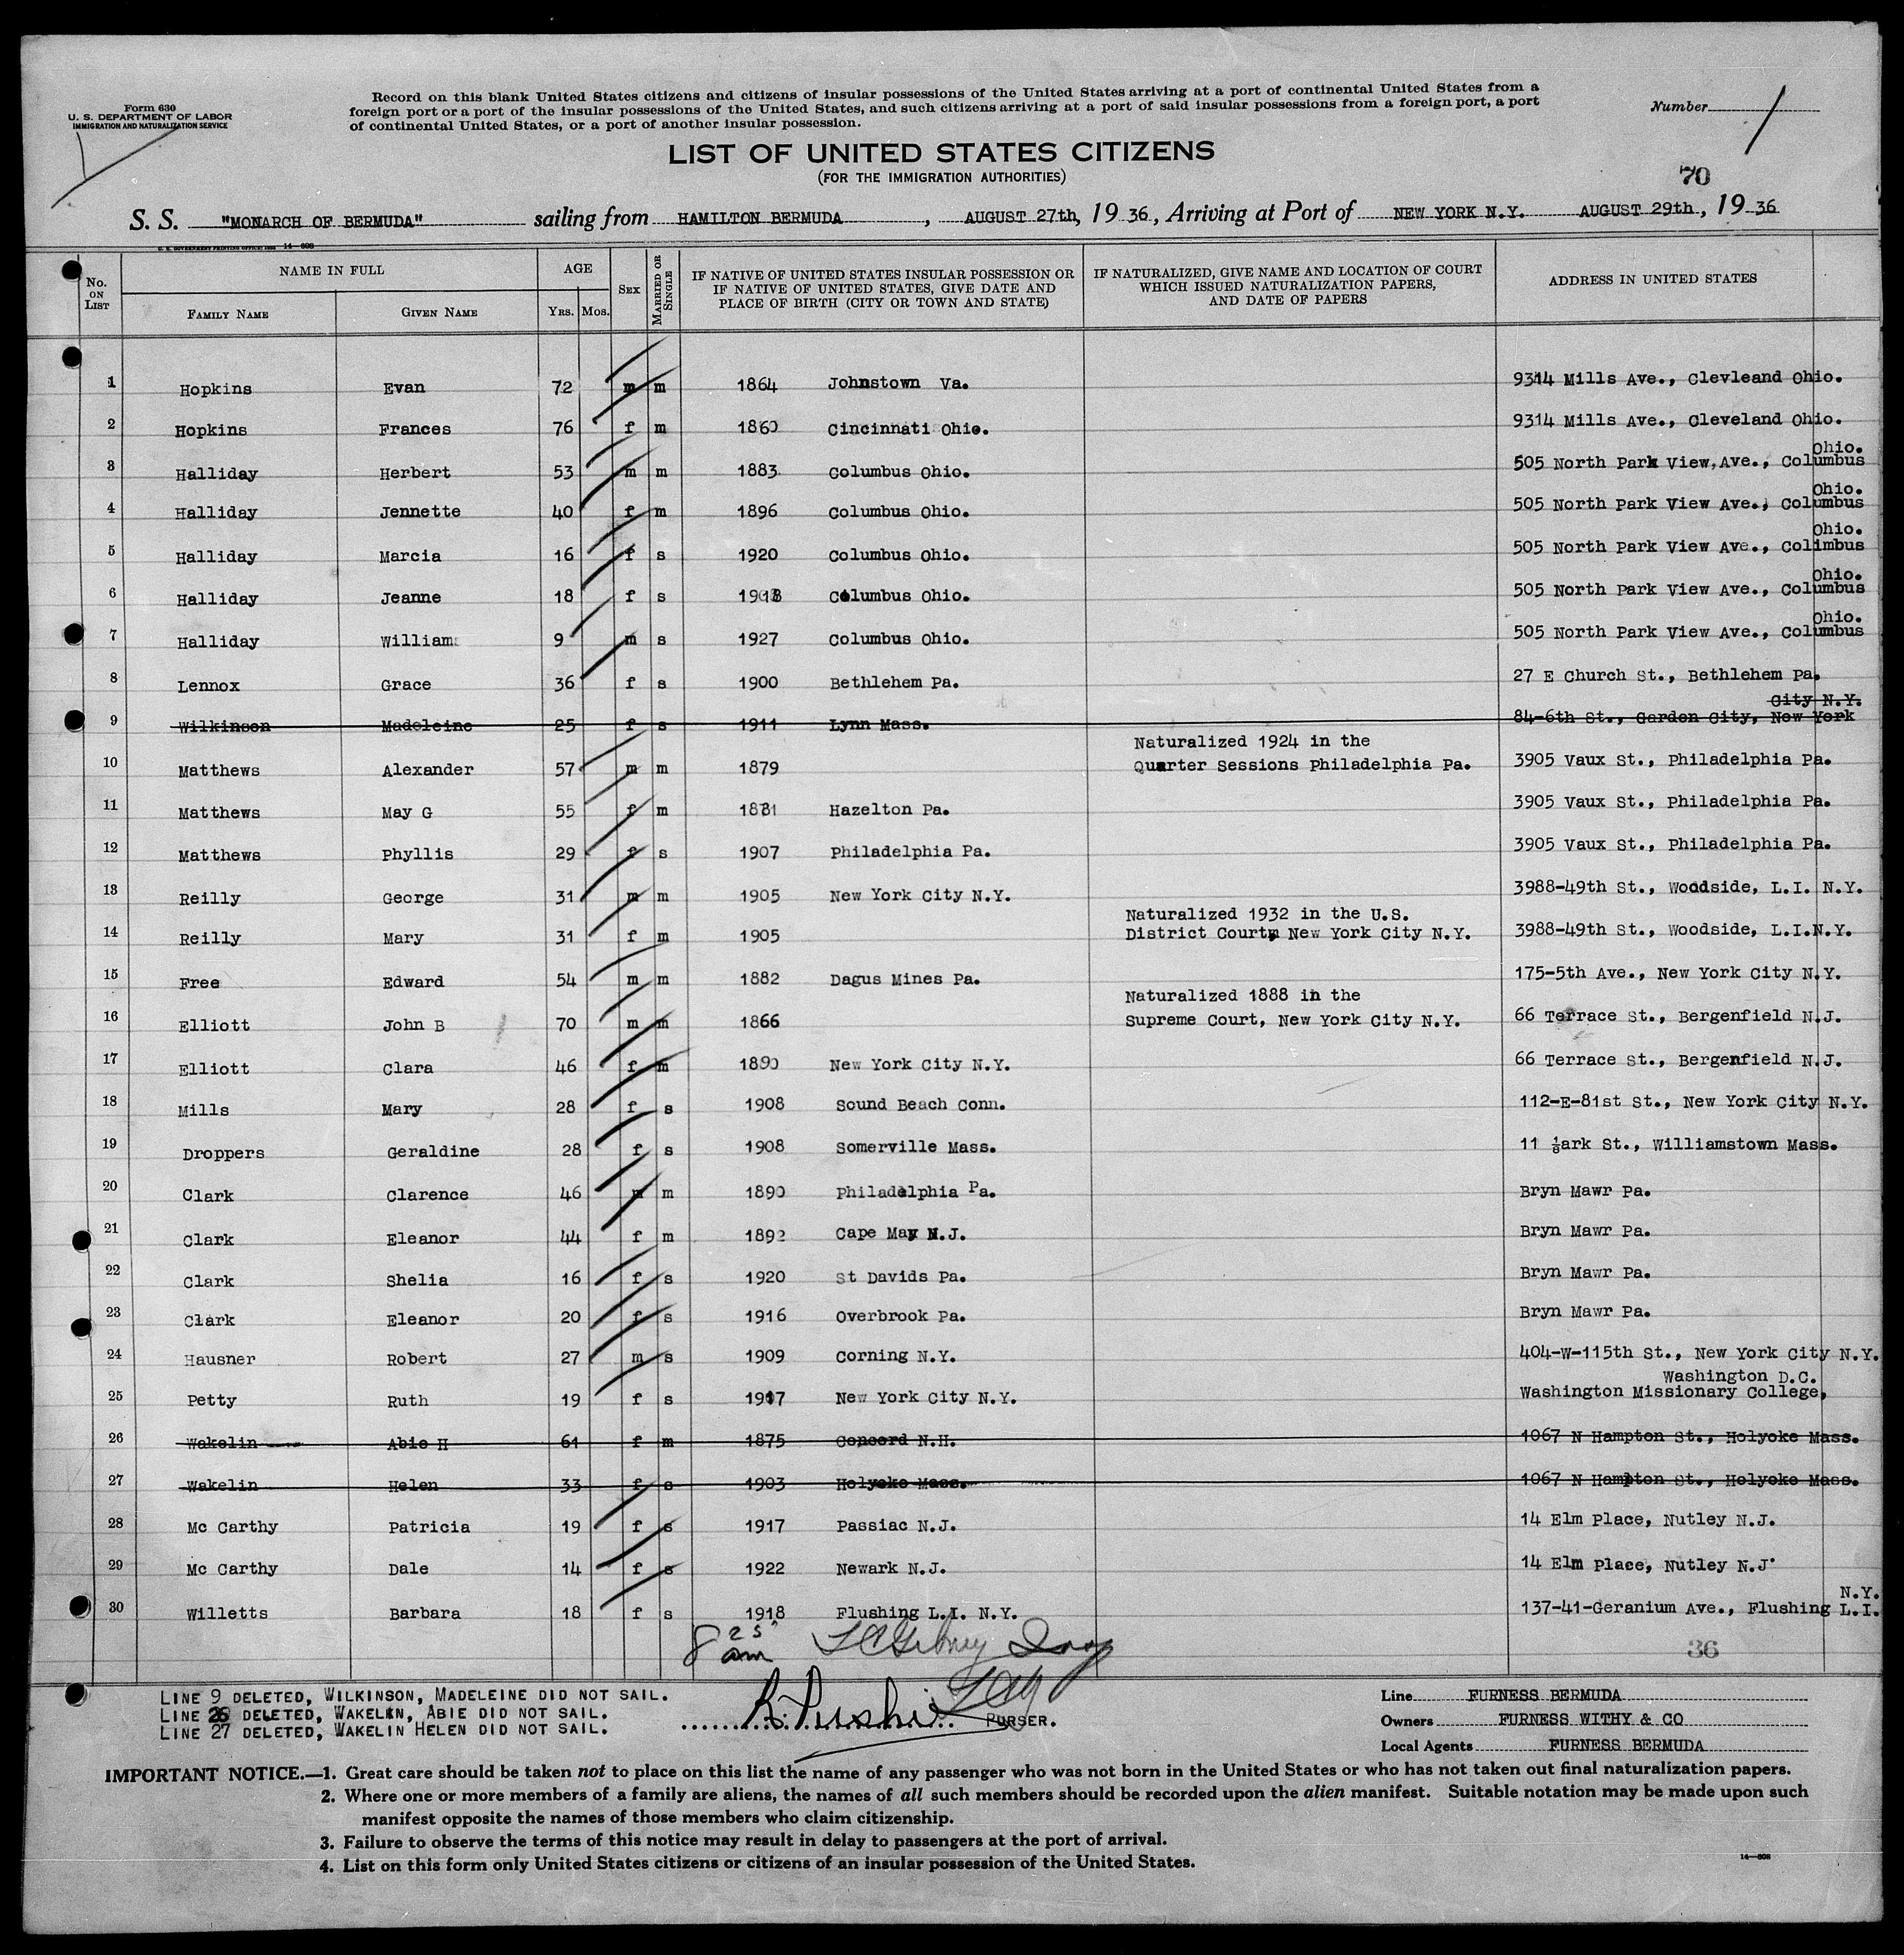 Form 630
U. S. DEPARTMENT OF LABOR
IMMIGRATION AND NATURALIZATION SERVICE
Record on this blank United States citizens and citizens of insular possessions of the United States arriving at a port of continental United States from a
foreign port or a port of the insular possessions of the United States, and such citizens arriving at a port of said insular possessions from a foreign port, a port
of continental United States, or a port of another insular possession.
Number
LIST OF UNITED STATES CITIZENS
(FOR THE IMMIGRATION AUTHORITIES)
70
S. S. "MONARCH OF BERMUDA" sailing from HAMILTON BERMUDA, AUGUST 27th, 19 36, Arriving at Port of NEW YORK N.Y. AUGUST 29th, 19 36
U. S. GOVERNMENT PRINTING OFFICE: 14—808
No. ON LIST
NAME IN FULL
FAMILY NAME
GIVEN NAME
AGE
YRS. MOS.
SEX
MARRIED OR SINGLE
IF NATIVE OF UNITED STATES INSULAR POSSESSION OR
IF NATIVE OF UNITED STATES, GIVE DATE AND
PLACE OF BIRTH (CITY OR TOWN AND STATE)
IF NATURALIZED, GIVE NAME AND LOCATION OF COURT
WHICH ISSUED NATURALIZATION PAPERS,
AND DATE OF PAPERS
ADDRESS IN UNITED STATES
1 Hopkins Evan 72 m m 1864 Johnstown Va. 9314 Mills Ave., Clevleand Ohio.
2 Hopkins Frances 76 f m 1860 Cincinnati Ohio. 9314 Mills Ave., Cleveland Ohio.
3 Halliday Herbert 53 m m 1883 Columbus Ohio. 505 North Park View, Ave., Columbus Ohio.
4 Halliday Jennette 40 f m 1896 Columbus Ohio. 505 North Park View Ave., Columbus Ohio.
5 Halliday Marcia 16 f s 1920 Columbus Ohio. 505 North Park View Ave., Colimbus Ohio.
6 Halliday Jeanne 18 f s 1918 Columbus Ohio. 505 North Park View Ave., Columbus Ohio.
7 Halliday William 9 m s 1927 Columbus Ohio. 505 North Park View Ave., Columbus Ohio.
8 Lennox Grace 36 f s 1900 Bethlehem Pa. 27 E Church St., Bethlehem Pa.
9 Wilkinson Madeleine 25 f s 1911 Lynn Mass. 84-6th St., Garden City, New York City N.Y.
10 Matthews Alexander 57 m m 1879 Naturalized 1924 in the
Quarter Sessions Philadelphia Pa. 3905 Vaux St., Philadelphia Pa.
11 Matthews May G 55 f m 1881 Hazelton Pa. 3905 Vaux St., Philadelphia Pa.
12 Matthews Phyllis 29 f s 1907 Philadelphia Pa. 3905 Vaux St., Philadelphia Pa.
13 Reilly George 31 m m 1905 New York City N.Y. 3988-49th St., Woodside, L.I. N.Y.
14 Reilly Mary 31 f m 1905 Naturalized 1932 in the U.S.
District Court, New York City N.Y. 3988-49th St., Woodside, L.I.N.Y.
15 Free Edward 54 m m 1882 Dagus Mines Pa. 175-5th Ave., New York City N.Y.
16 Elliott John B 70 m m 1866 Naturalized 1888 in the
Supreme Court, New York City N.Y. 66 Terrace St., Bergenfield N.J.
17 Elliott Clara 46 f m 1890 New York City N.Y. 66 Terrace St., Bergenfield N.J.
18 Mills Mary 28 f s 1908 Sound Beach Conn. 112-E-81st St., New York City N.Y.
19 Droppers Geraldine 28 f s 1908 Somerville Mass. 11 ⅓ark St., Williamstown Mass.
20 Clark Clarence 46 m m 1890 Philadelphia Pa. Bryn Mawr Pa.
21 Clark Eleanor 44 f m 1892 Cape May N.J. Bryn Mawr Pa.
22 Clark Shelia 16 f s 1920 St Davids Pa. Bryn Mawr Pa.
23 Clark Eleanor 20 f s 1916 Overbrook Pa. Bryn Mawr Pa.
24 Hausner Robert 27 m s 1909 Corning N.Y. 404-W-115th St., New York City N.Y.
25 Petty Ruth 19 f s 1917 New York City N.Y. Washington Missionary College, Washington D.C.
26 Wakelin Abie H 61 f m 1875 Concord N.H. 1067 N Hampton St., Holyoke Mass.
27 Wakelin Helen 33 f s 1903 Holyoke Mass. 1067 N Hampton St., Holyoke Mass.
28 Mc Carthy Patricia 19 f s 1917 Passiac N.J. 14 Elm Place, Nutley N.J.
29 Mc Carthy Dale 14 f s 1922 Newark N.J. 14 Elm Place, Nutley N.J.
30 Willetts Barbara 18 f s 1918 Flushing L.I. N.Y. 137-41-Geranium Ave., Flushing L.I. N.Y.
8 25 am
36
LINE 9 DELETED, WILKINSON, MADELEINE DID NOT SAIL.
LINE 26 DELETED, WAKELIN, ABIE DID NOT SAIL.
LINE 27 DELETED, WAKELIN HELEN DID NOT SAIL.
PURSER.
Line FURNESS BERMUDA
Owners FURNESS WITHY & CO
Local Agents FURNESS BERMUDA
IMPORTANT NOTICE.—1. Great care should be taken not to place on this list the name of any passenger who was not born in the United States or who has not taken out final naturalization papers.
2. Where one or more members of a family are aliens, the names of all such members should be recorded upon the alien manifest. Suitable notation may be made upon such
manifest opposite the names of those members who claim citizenship.
3. Failure to observe the terms of this notice may result in delay to passengers at the port of arrival.
4. List on this form only United States citizens or citizens of an insular possession of the United States.
14—808